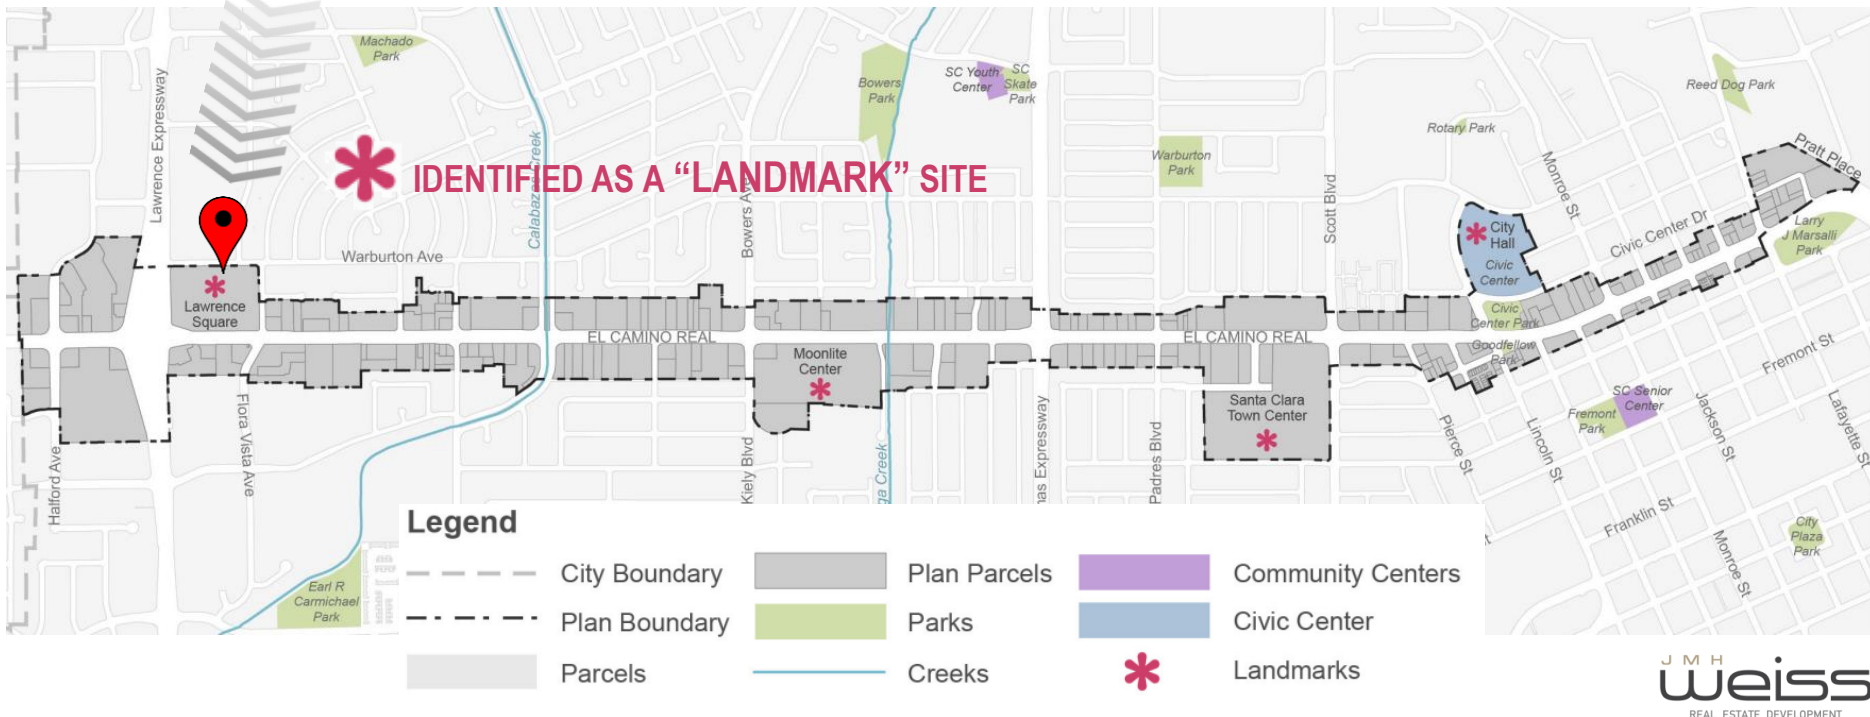 Machado
Park
Lawrence Expressway
Bowers
Park
SC Youth
Center
SC
Skate
Park
Reed Dog Park
Rotary Park
Warburton
Park
Monroe St
Pratt Place
IDENTIFIED AS A “LANDMARK” SITE
Calabazas Creek
Bowers Ave
Scott Blvd
City
Hall
Civic
Center
Civic Center Dr
Larry
J Marsalli
Park
Warburton Ave
Lawrence
Square
EL CAMINO REAL
EL CAMINO REAL
Civic
Center Park
Goodfellow
Park
Moonlite
Center
Santa Clara
Town Center
Fremont St
SC Senior
Center
Fremont
Park
Halford Ave
Flora Vista Ave
Kiely Blvd
ga Creek
mas Expressway
Padres Blvd
Pierce St
Lincoln St
Jackson St
Lafayette St
Franklin St
Monroe St
City
Plaza
Park
Earl R
Carmichael
Park
Legend
City Boundary
Plan Parcels
Community Centers
Plan Boundary
Parks
Civic Center
Parcels
Creeks
Landmarks
t
JMH
weiss
REAL ESTATE DEVELOPMENT